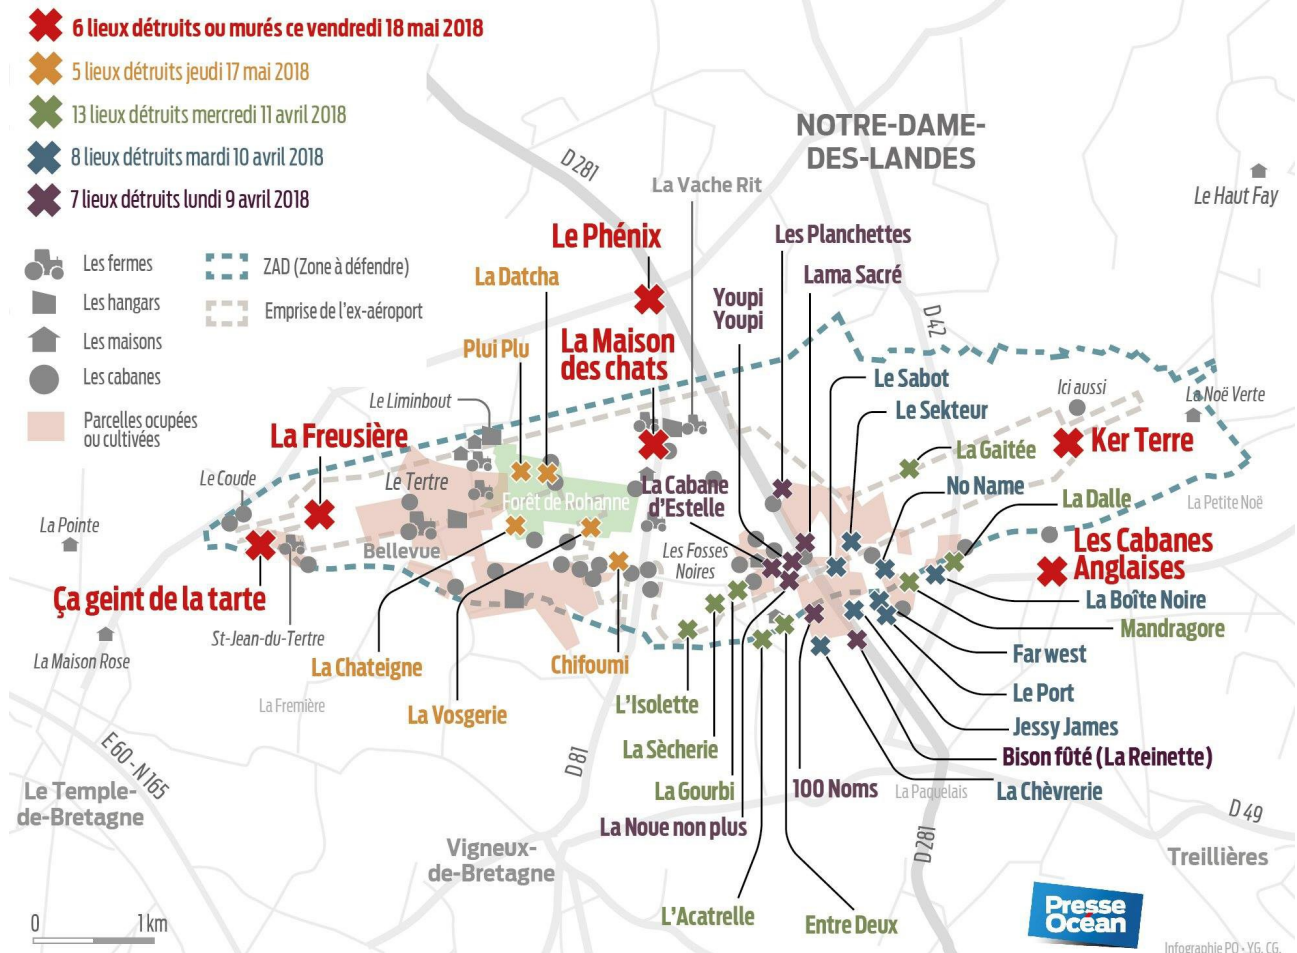 6 lieux détruits ou murés ce vendredi 18 mai 2018
5 lieux détruits jeudi 17 mai 2018
13 lieux détruits mercredi 11 avril 2018
8 lieux détruits mardi 10 avril 2018
7 lieux détruits lundi 9 avril 2018
Les fermes
Les hangars
Les maisons
Les cabanes
Parcelles ocupées
ou cultivées
ZAD (Zone à défendre)
Emprise de l'ex-aéroport
NOTRE-DAME-
DES-LANDES
D281
La Vache Rit
Le Haut Fay
Le Phénix
Les Planchettes
La Datcha
Lama Sacré
Youpi
Youpi
D42
Plui Plu
La Maison
des chats
Le Sabot
Ici aussi
La Noë Verte
Le Liminbout
Le Sekteur
La Freusière
La Gaitée
Ker Terre
Le Coude
Le Tertre
La Cabane
d'Estelle
No Name
La Dalle
La Petite Noë
Forêt de Rohanne
La Pointe
Bellevue
Les Fosses
Noires
Les Cabanes
Anglaises
Ça geint de la tarte
La Boîte Noire
Mandragore
St-Jean-du-Tertre
La Maison Rose
La Chateigne
Chifoumi
Far west
Le Port
La Fremière
La Vosgerie
L'Isolette
Jessy James
La Sècherie
Bison fûté (La Reinette)
E60-N165
D81
La Gourbi
100 Noms
La Paquelais
La Chèvrerie
Le Temple-
de-Bretagne
La Noue non plus
D49
Vigneux-
de-Bretagne
D281
Treillières
L'Acatrelle
Entre Deux
0
1 km
Presse
Océan
Infographie PO - YG, CG.